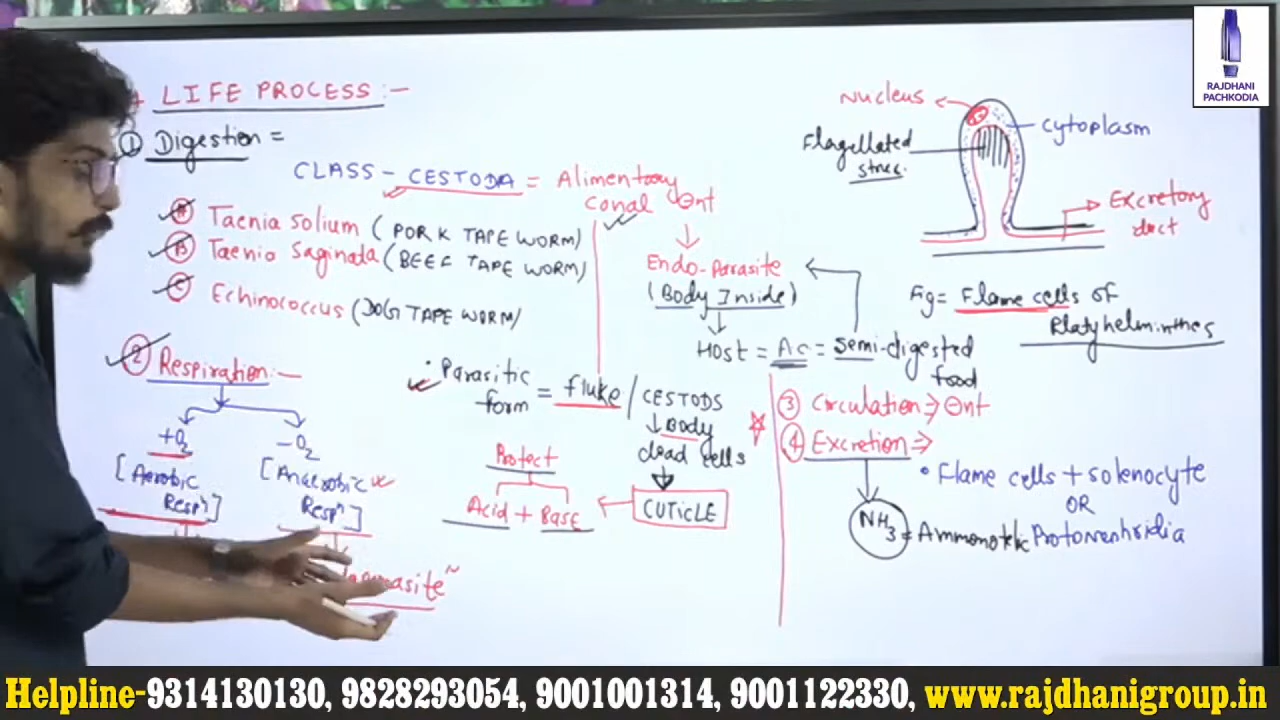 LIFE PROCESS :-
① Digestion =
CLASS - CESTODA = Alimentary
canal ⊖nt
Ⓐ Taenia solium ( PORK TAPE WORM)
Ⓑ Taenia Saginata (BEEF TAPE WORM)
Ⓒ Echinococcus (DOG TAPE WORM)
Endo-Parasite
(Body Inside)
Host = Ac = Semi-digested
food
② Respiration:-
+O2
[Aerobic
Respⁿ]
-O2
[Anaerobic
Respⁿ]
• Parasitic
form = fluke / CESTODS
Body
dead cells
CUTICLE
Protect
Acid + Base
Nucleus
Cytoplasm
Flagellated
struc.
Excretory
duct
Fig= Flame cells of
Platyhelminthes
③ Circulation ⇒ ⊖nt
④ Excretion ⇒
• Flame cells + solenocyte
OR
NH3 = Ammonotelic Protonephridia
RAJDHANI
PACHKODIA
Helpline-9314130130, 9828293054, 9001001314, 9001122330, www.rajdhanigroup.in